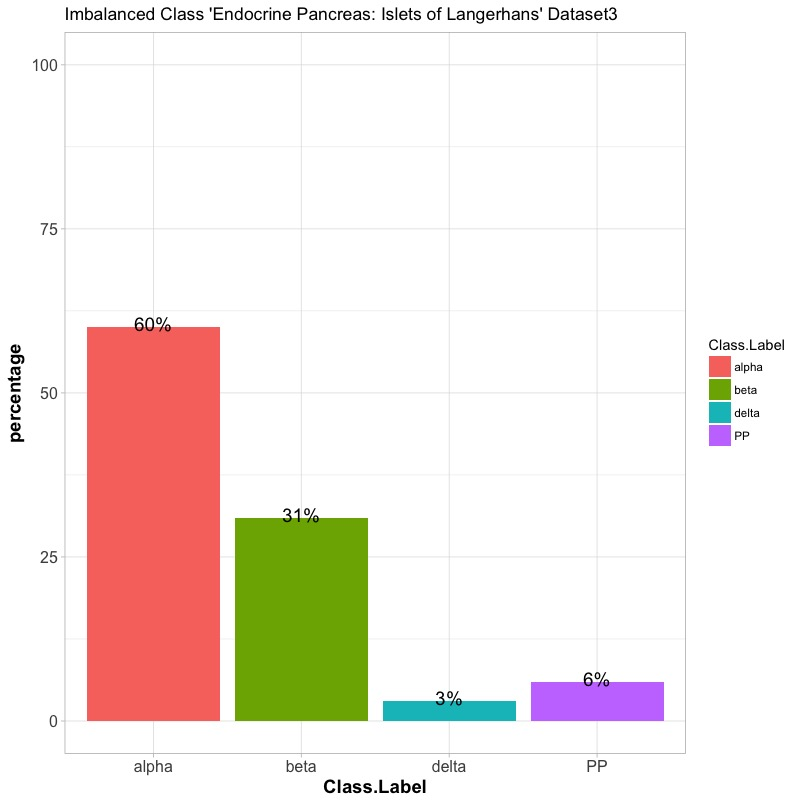 Imbalanced Class 'Endocrine Pancreas: Islets of Langerhans' Dataset3
100
75
50
25
0
percentage
60%
31%
3%
6%
alpha
beta
delta
PP
Class.Label
Class.Label
alpha
beta
delta
PP